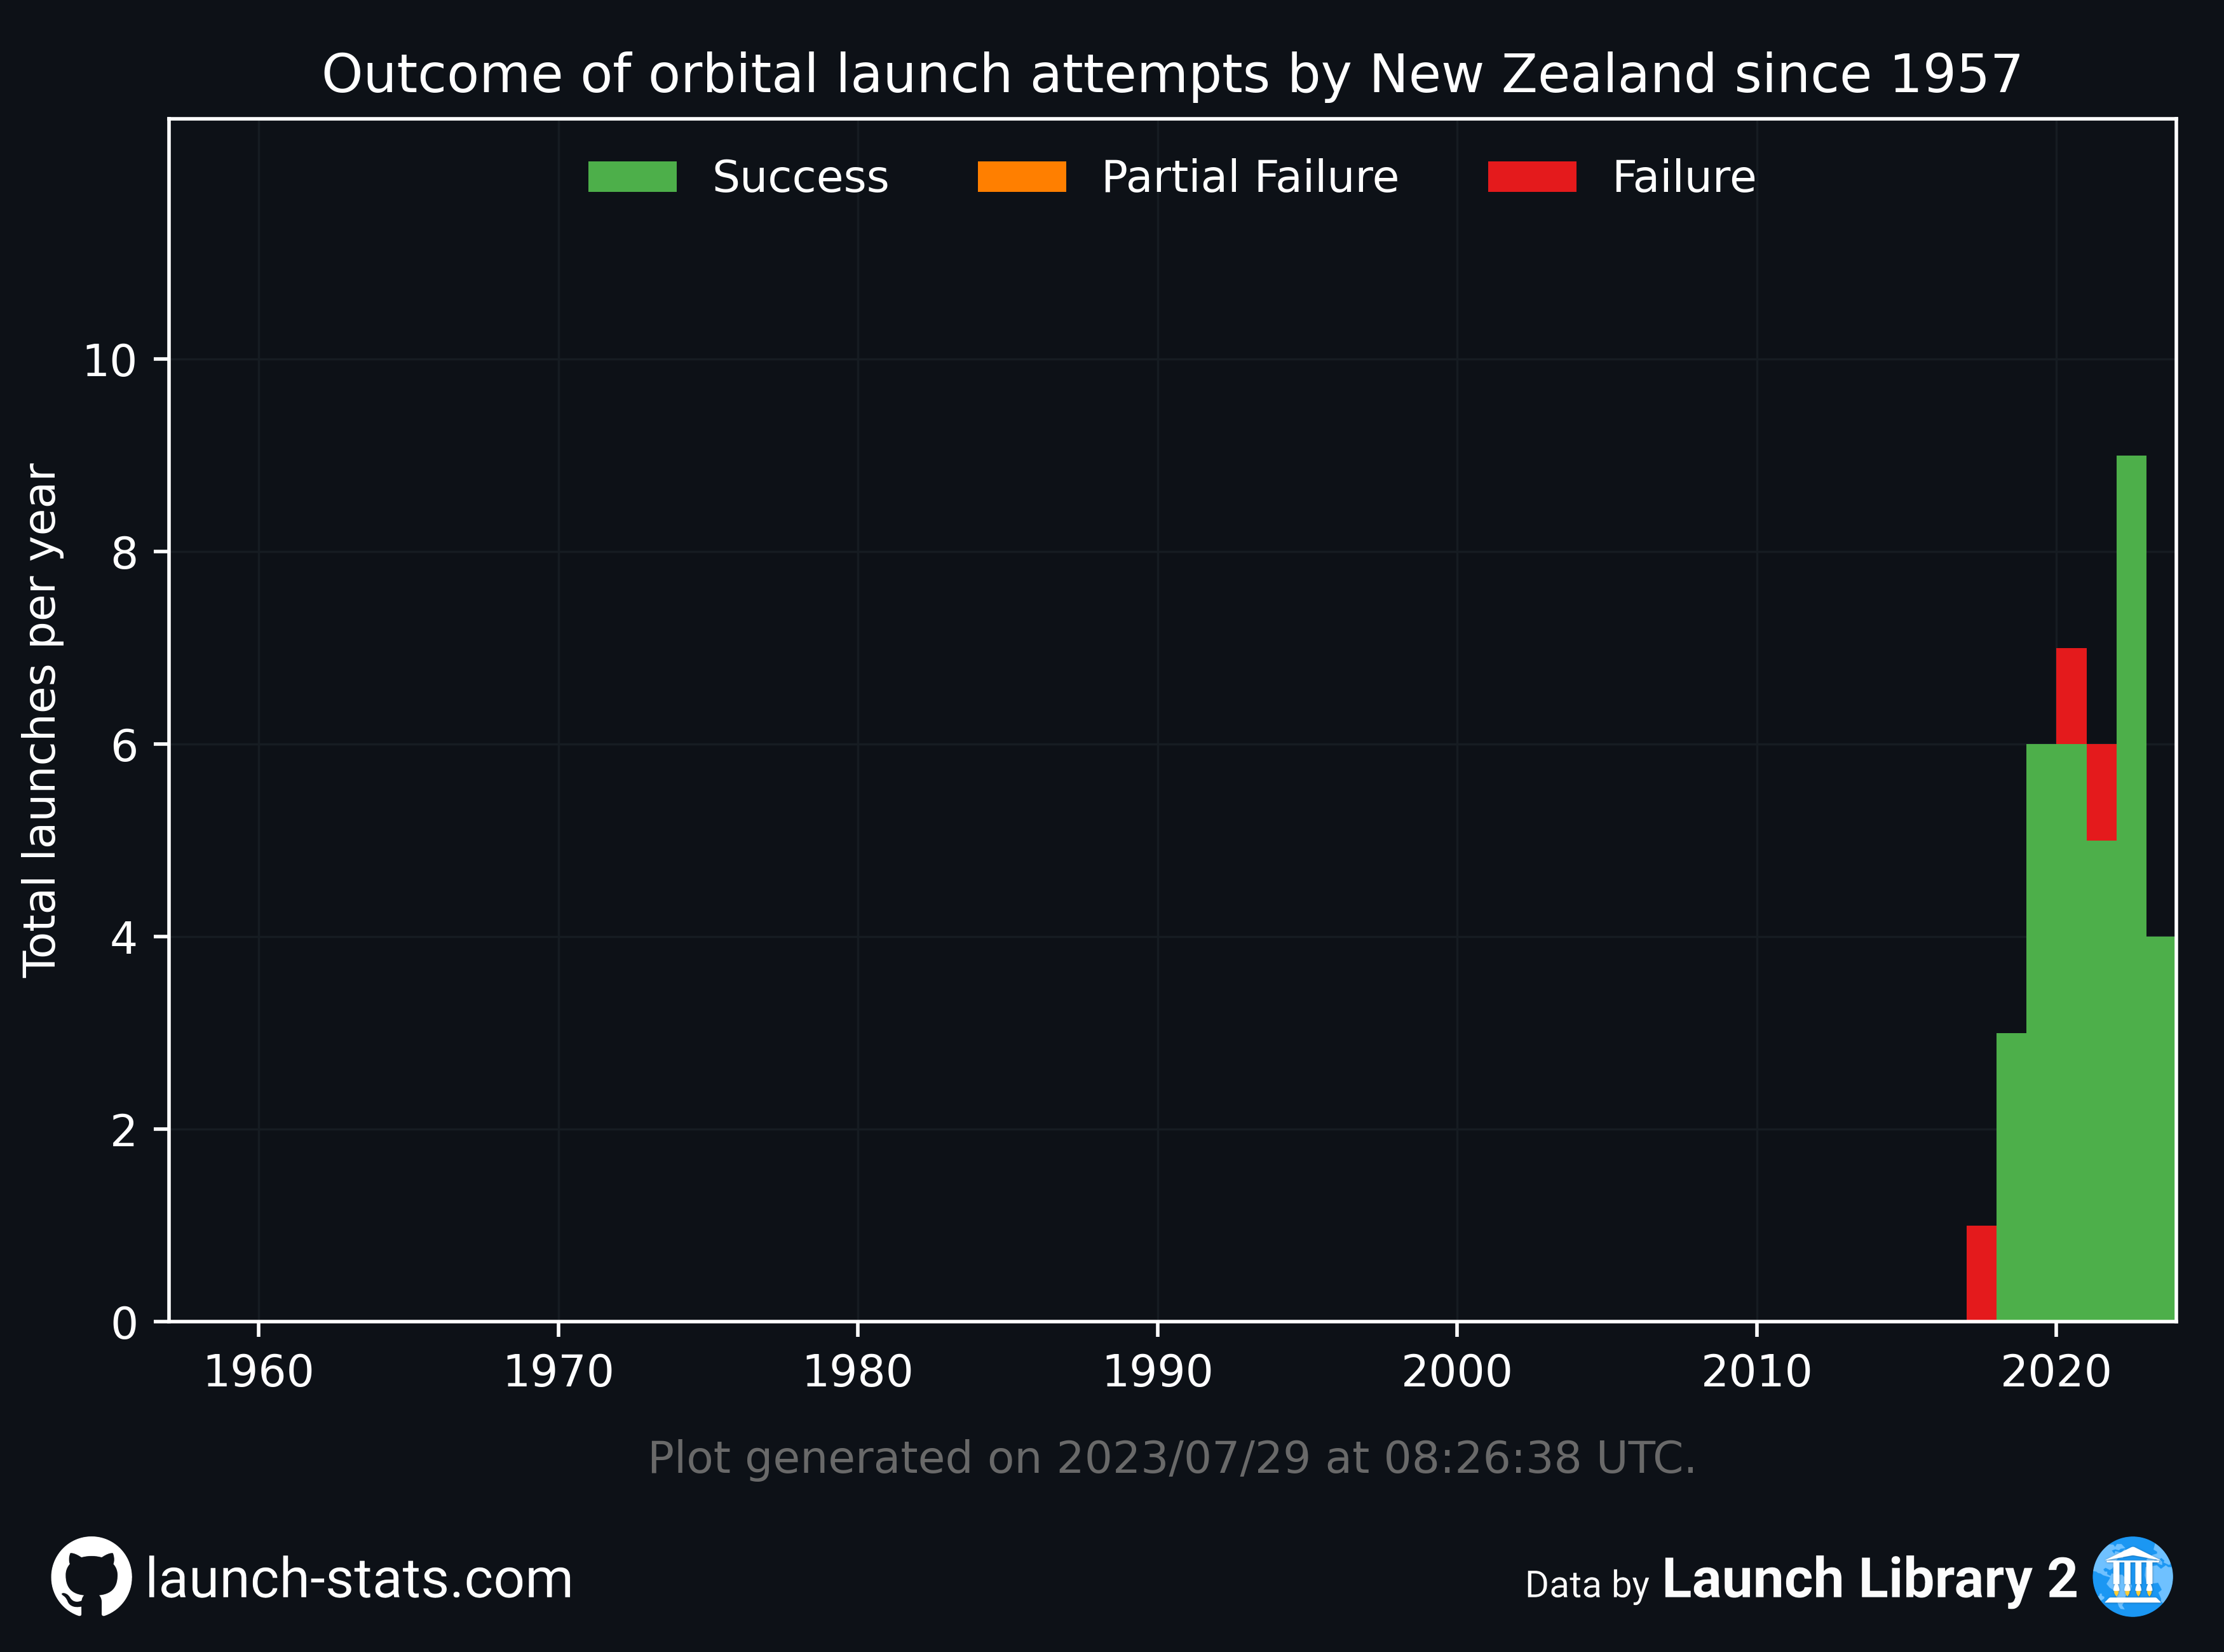 Outcome of orbital launch attempts by New Zealand since 1957
Success Partial Failure Failure
Total launches per year
10
8
6
4
2
0
1960 1970 1980 1990 2000 2010 2020
Plot generated on 2023/07/29 at 08:26:38 UTC.
launch-stats.com
Data by Launch Library 2